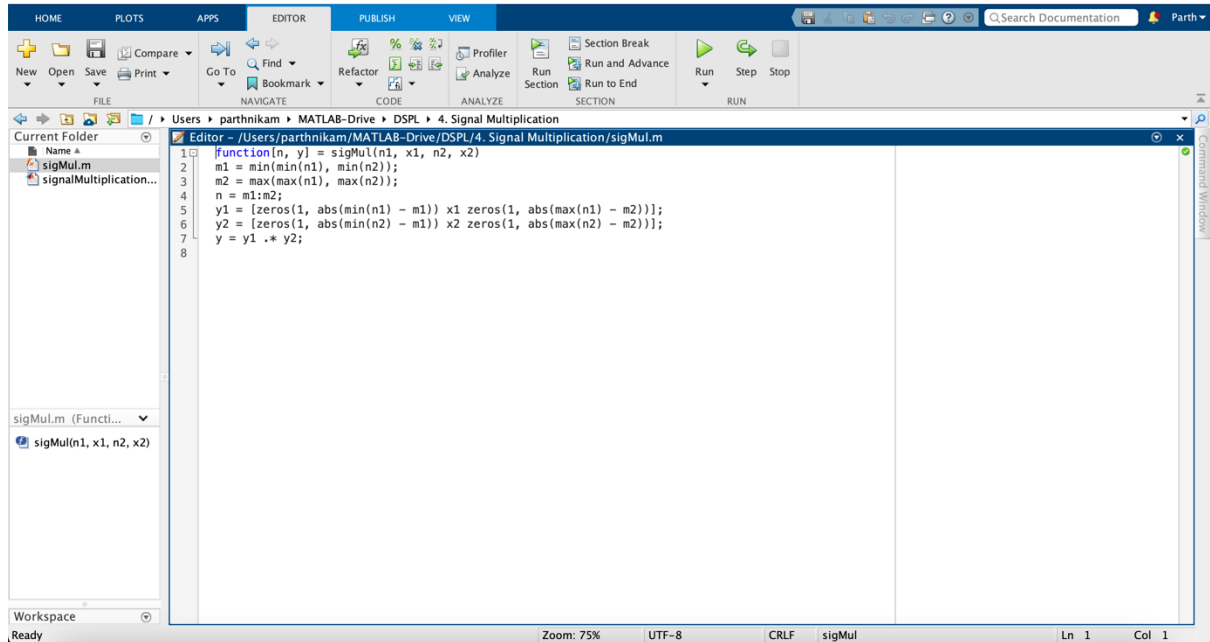 HOME PLOTS APPS EDITOR PUBLISH VIEW Search Documentation Parth
New Open Save Compare Print
FILE
Go To Find Bookmark
NAVIGATE
Refactor
CODE
Profiler Analyze
ANALYZE
Run Section Section Break Run and Advance Run to End
SECTION
Run Step Stop
RUN
/ Users parthnikam MATLAB-Drive DSPL 4. Signal Multiplication
Current Folder
Name
sigMul.m
signalMultiplication...
Editor - /Users/parthnikam/MATLAB-Drive/DSPL/4. Signal Multiplication/sigMul.m
1 function[n, y] = sigMul(n1, x1, n2, x2)
2 m1 = min(min(n1), min(n2));
3 m2 = max(max(n1), max(n2));
4 n = m1:m2;
5 y1 = [zeros(1, abs(min(n1) - m1)) x1 zeros(1, abs(max(n1) - m2))];
6 y2 = [zeros(1, abs(min(n2) - m1)) x2 zeros(1, abs(max(n2) - m2))];
7 y = y1 .* y2;
8
Command Window
sigMul.m (Functi...
sigMul(n1, x1, n2, x2)
Workspace
Ready Zoom: 75% UTF-8 CRLF sigMul Ln 1 Col 1